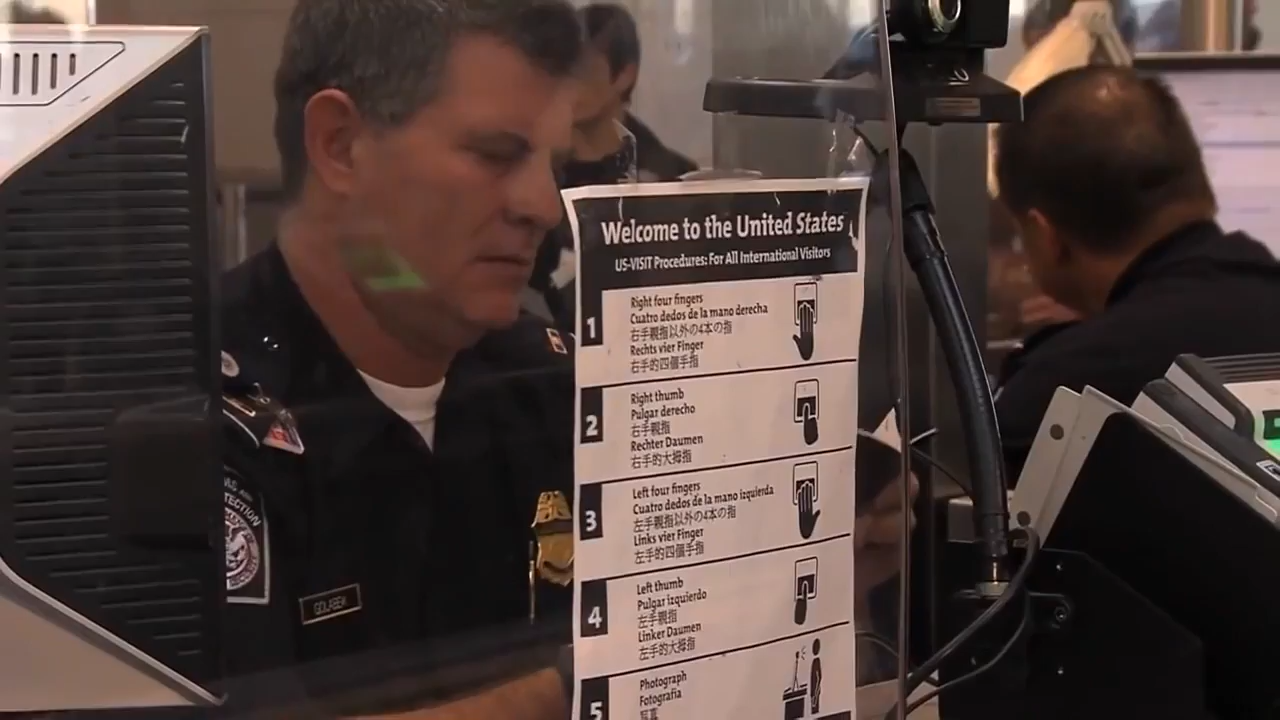 Welcome to the United States
US-VISIT Procedures: For All International Visitors
1
Right four fingers
Cuatro dedos de la mano derecha
右手親指以外の4本の指
Rechts vier Finger
右手的四個手指
2
Right thumb
Pulgar derecho
右手親指
Rechter Daumen
右手的大拇指
3
Left four fingers
Cuatro dedos de la mano izquierda
左手親指以外の4本の指
Links vier Finger
左手的四個手指
4
Left thumb
Pulgar izquierdo
左手親指
Linker Daumen
左手的大拇指
5
Photograph
Fotografía
写真
GOLABEK